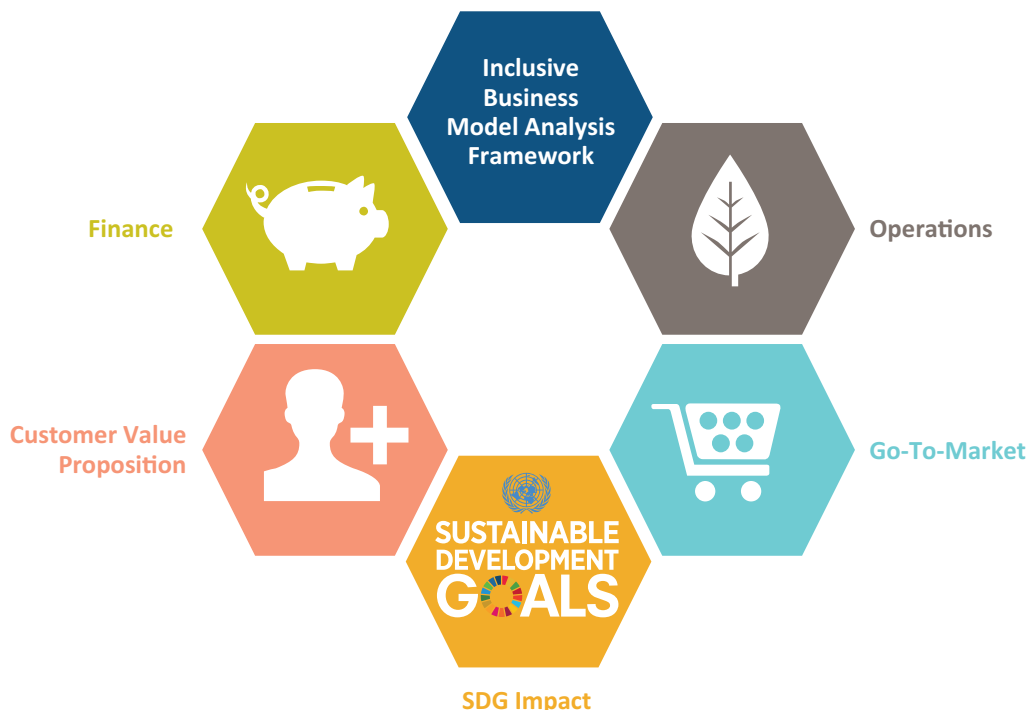 Inclusive
Business
Model Analysis
Framework
Finance
Operations
Customer Value
Proposition
Go-To-Market
SUSTAINABLE
DEVELOPMENT
GOALS
SDG Impact